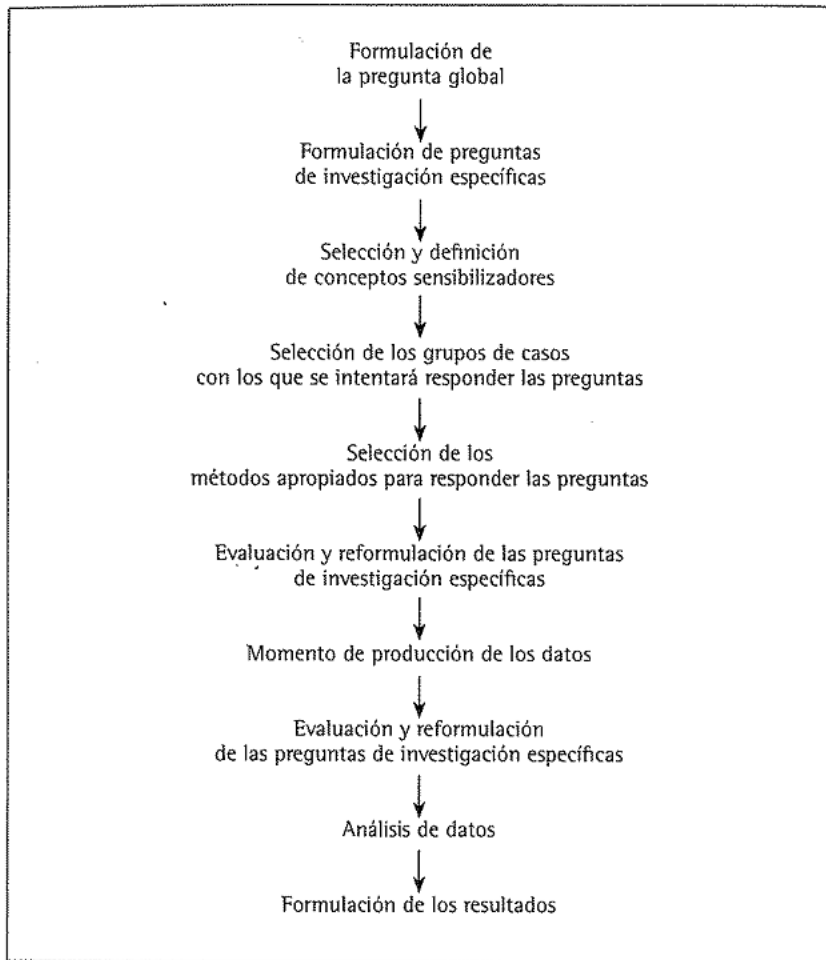 Formulación de
la pregunta global
Formulación de preguntas
de investigación específicas
Selección y definición
de conceptos sensibilizadores
Selección de los grupos de casos
con los que se intentará responder las preguntas
Selección de los
métodos apropiados para responder las preguntas
Evaluación y reformulación de las preguntas
de investigación específicas
Momento de producción de los datos
Evaluación y reformulación
de las preguntas de investigación específicas
Análisis de datos
Formulación de los resultados